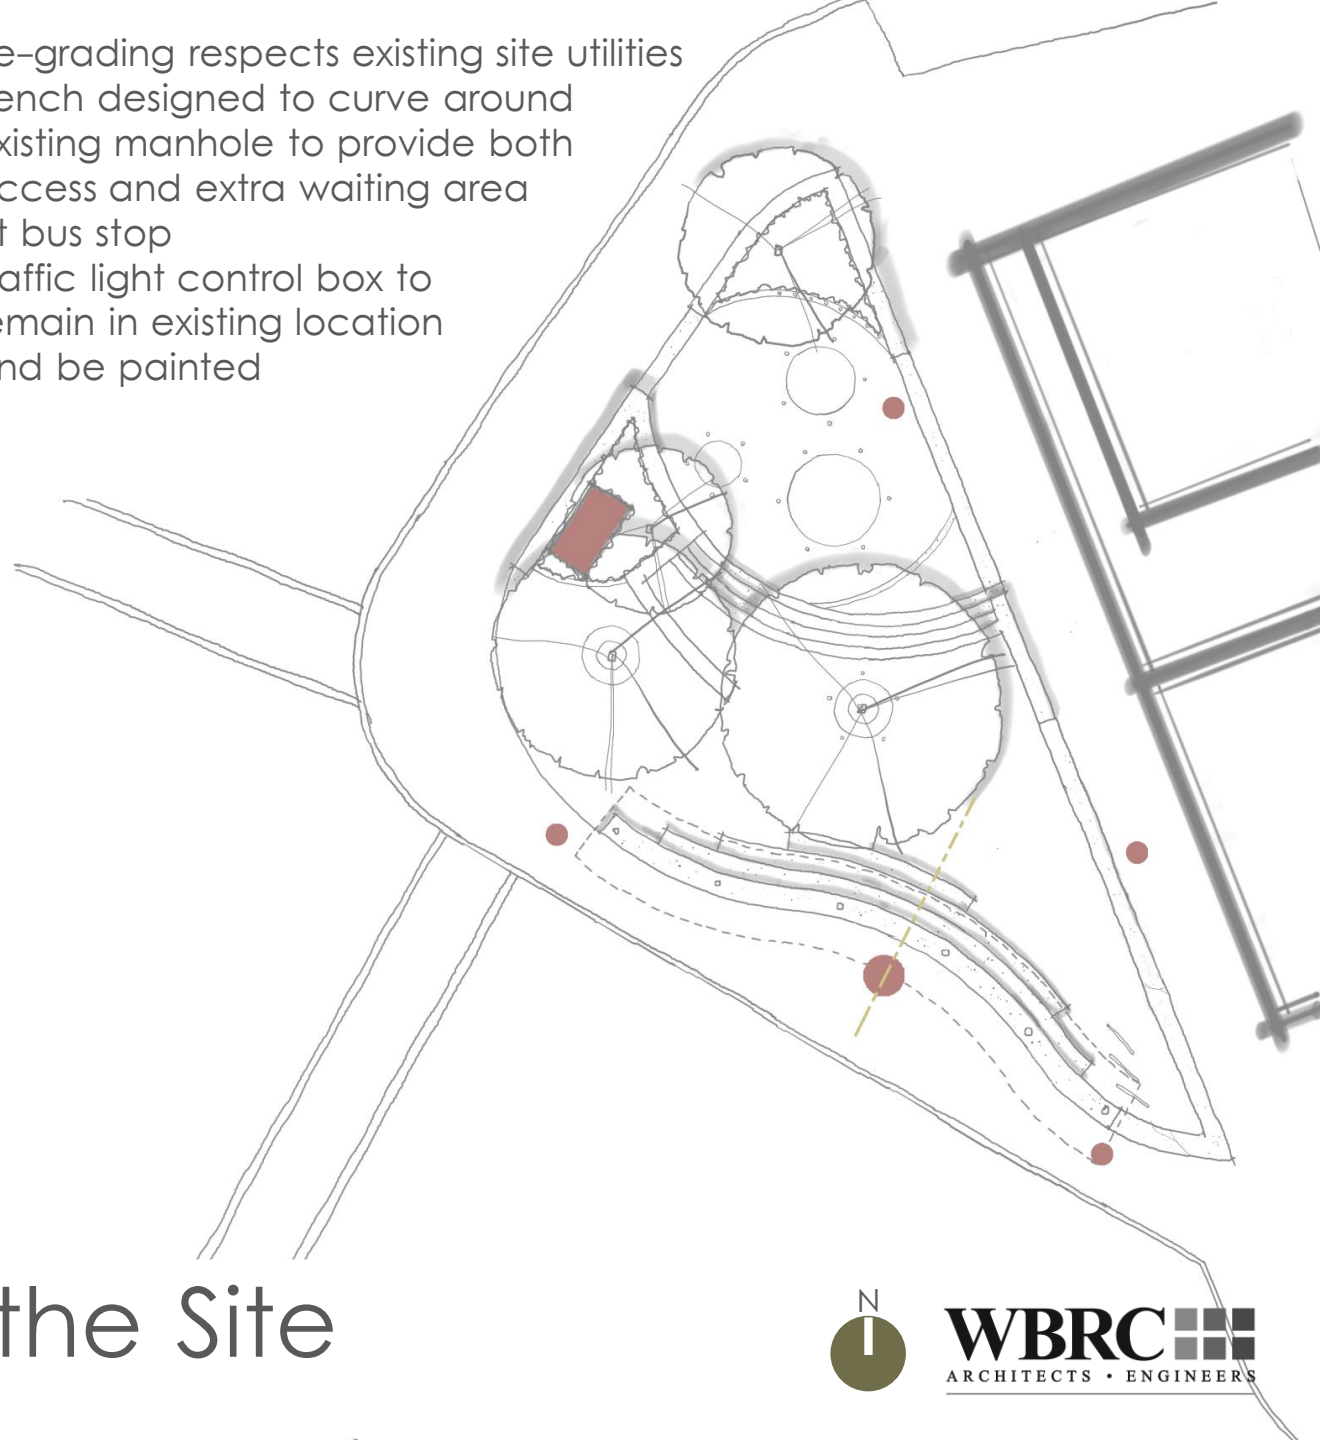 e-grading respects existing site utilities
ench designed to curve around
xisting manhole to provide both
ccess and extra waiting area
t bus stop
affic light control box to
emain in existing location
nd be painted
the Site
N
WBRC
ARCHITECTS • ENGINEERS